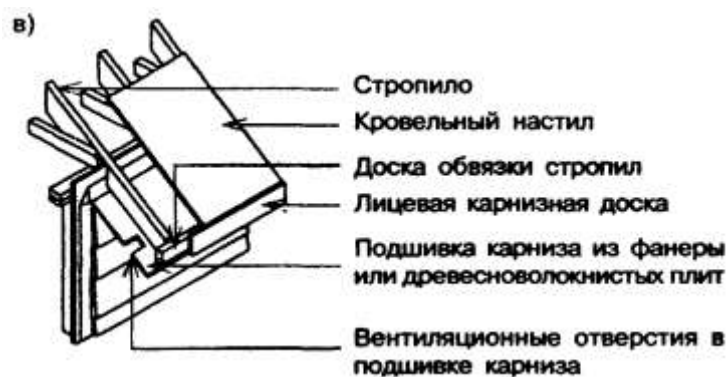 в)
Стропило
Кровельный настил
Доска обвязки стропил
Лицевая карнизная доска
Подшивка карниза из фанеры
или древесноволокнистых плит
Вентиляционные отверстия в
подшивке карниза